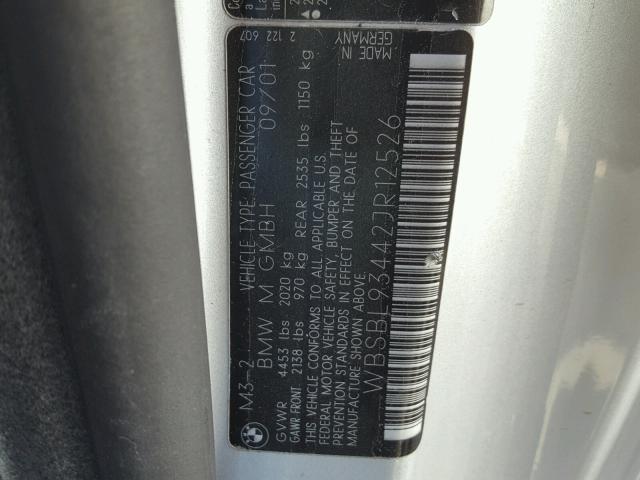 M3-2 VEHICLE TYPE: PASSENGER CAR 2 122 607
BMW M GMBH 09/01
GVWR 4453 lbs 2020 kg
GAWR FRONT 2138 lbs 970 kg REAR 2535 lbs 1150 kg
THIS VEHICLE CONFORMS TO ALL APPLICABLE U.S.
FEDERAL MOTOR VEHICLE SAFETY, BUMPER AND THEFT
PREVENTION STANDARDS IN EFFECT ON THE DATE OF
MANUFACTURE SHOWN ABOVE.
MADE IN
GERMANY
WBSBL93442JR12526